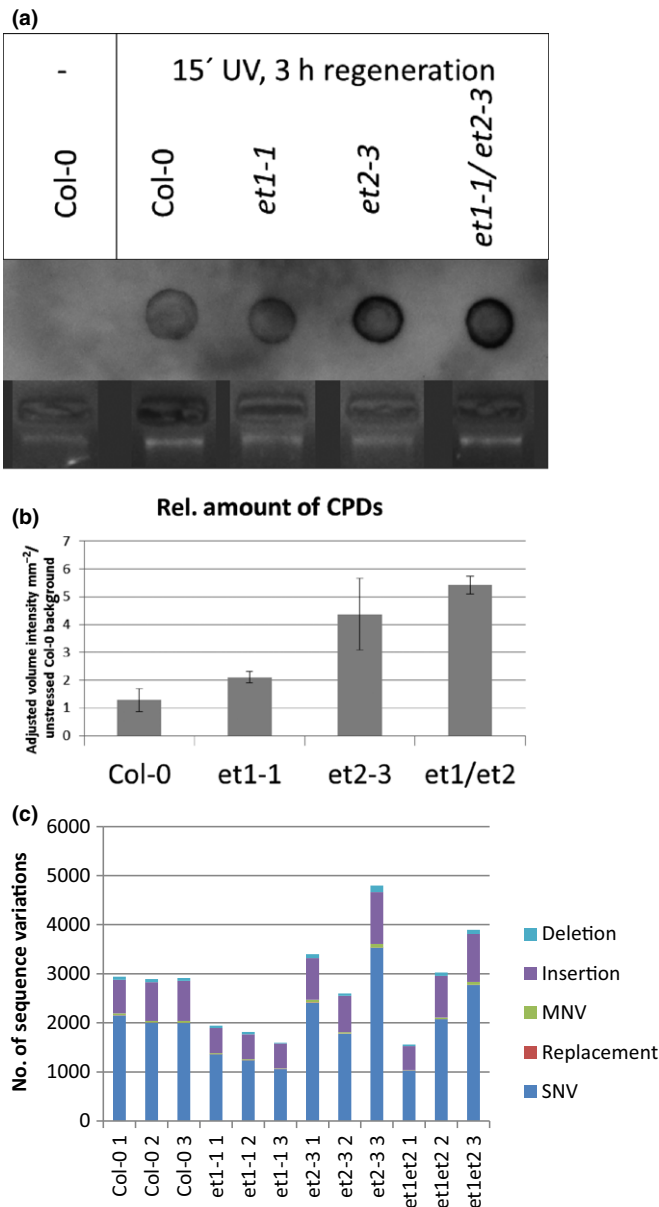 (a)
-
15´ UV, 3 h regeneration
Col-0
Col-0
et1-1
et2-3
et1-1/ et2-3
(b)
Rel. amount of CPDs
Adjusted volume intensity mm⁻²/
unstressed Col-0 background
7
6
5
4
3
2
1
0
Col-0
et1-1
et2-3
et1/et2
(c)
No. of sequence variations
6000
5000
4000
3000
2000
1000
0
Col-0 1
Col-0 2
Col-0 3
et1-1 1
et1-1 2
et1-1 3
et2-3 1
et2-3 2
et2-3 3
et1et2 1
et1et2 2
et1et2 3
Deletion
Insertion
MNV
Replacement
SNV